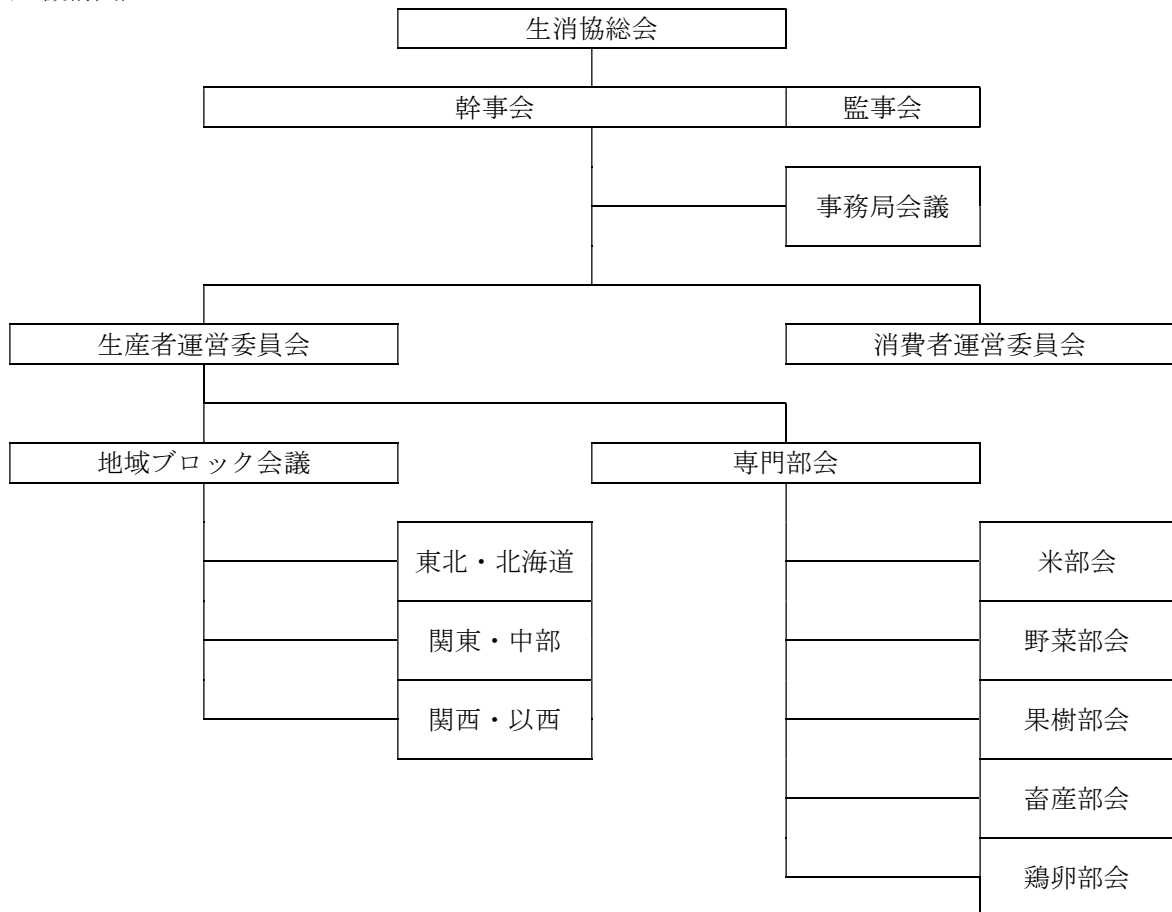 生消協総会
幹事会 監事会
事務局会議
生産者運営委員会 消費者運営委員会
地域ブロック会議 専門部会
東北・北海道 米部会
関東・中部 野菜部会
関西・以西 果樹部会
畜産部会
鶏卵部会